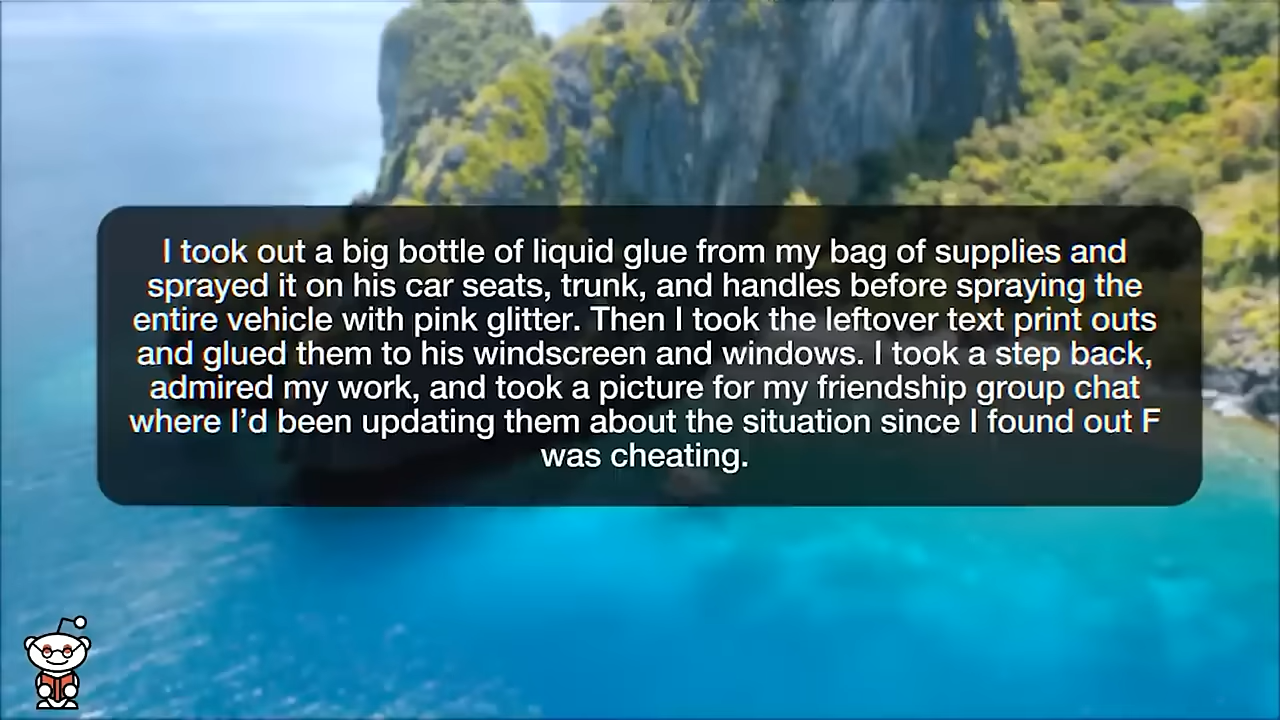 I took out a big bottle of liquid glue from my bag of supplies and
sprayed it on his car seats, trunk, and handles before spraying the
entire vehicle with pink glitter. Then I took the leftover text print outs
and glued them to his windscreen and windows. I took a step back,
admired my work, and took a picture for my friendship group chat
where I’d been updating them about the situation since I found out F
was cheating.